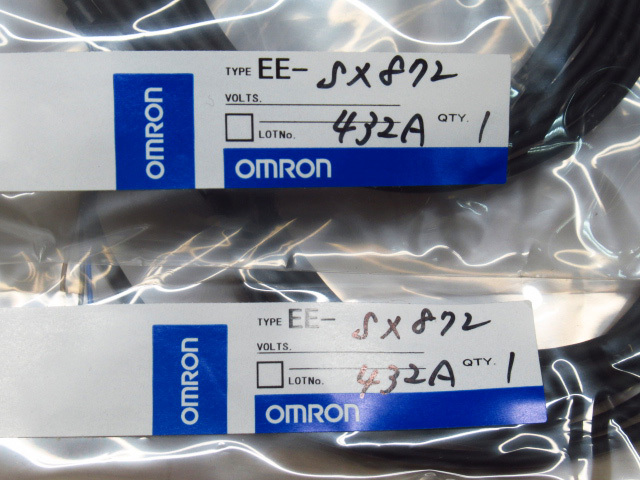 OMRON
TYPE EE-SX872
VOLTS.
LOTNo. 432A QTY. 1
OMRON
OMRON
TYPE EE-SX872
VOLTS.
LOTNo. 432A QTY. 1
OMRON